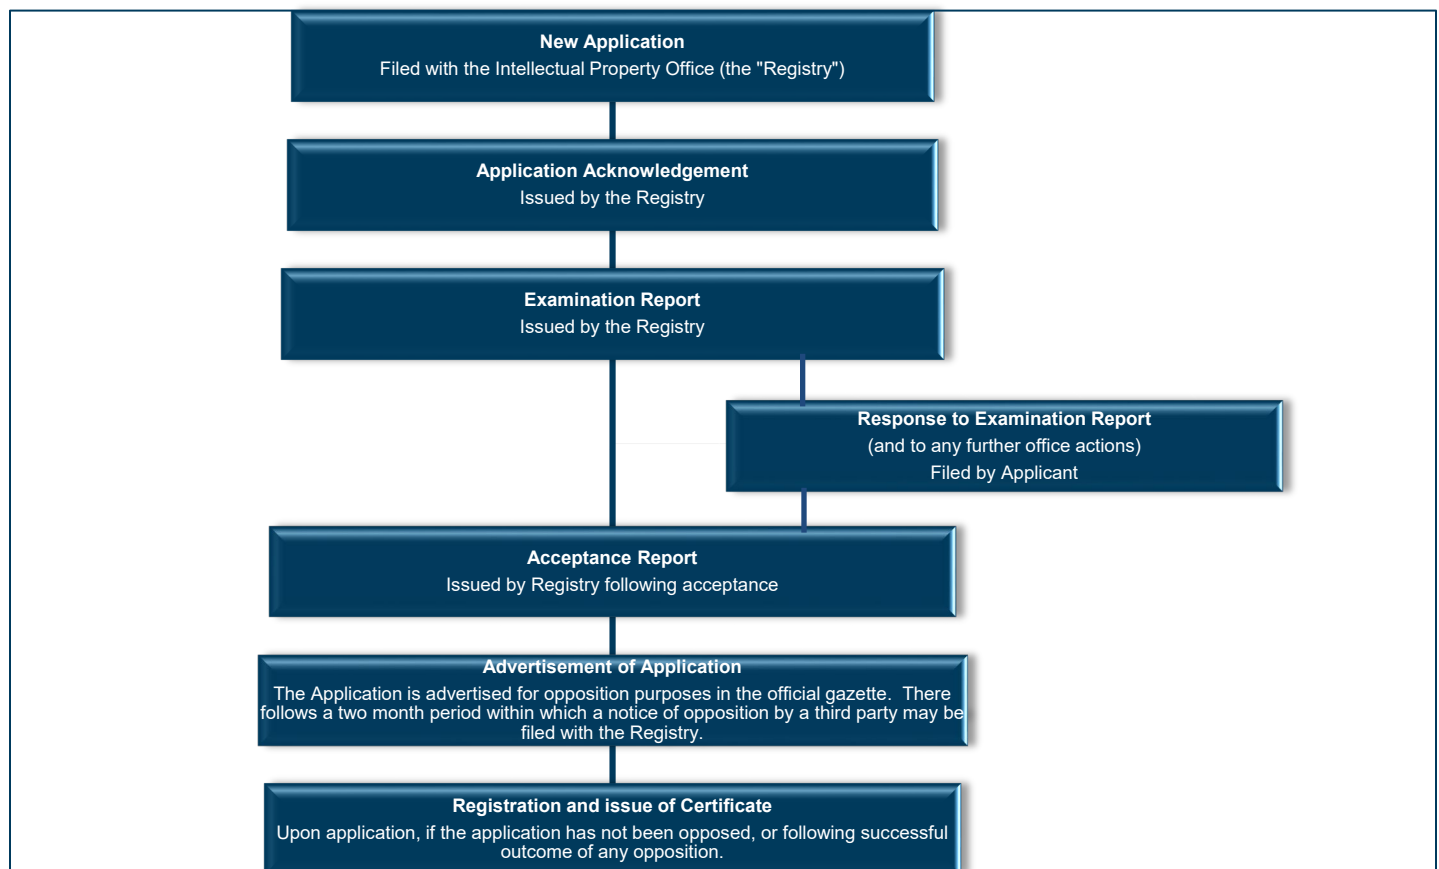 New Application
Filed with the Intellectual Property Office (the "Registry")
Application Acknowledgement
Issued by the Registry
Examination Report
Issued by the Registry
Response to Examination Report
(and to any further office actions)
Filed by Applicant
Acceptance Report
Issued by Registry following acceptance
Advertisement of Application
The Application is advertised for opposition purposes in the official gazette.  There
follows a two month period within which a notice of opposition by a third party may be
filed with the Registry.
Registration and issue of Certificate
Upon application, if the application has not been opposed, or following successful
outcome of any opposition.